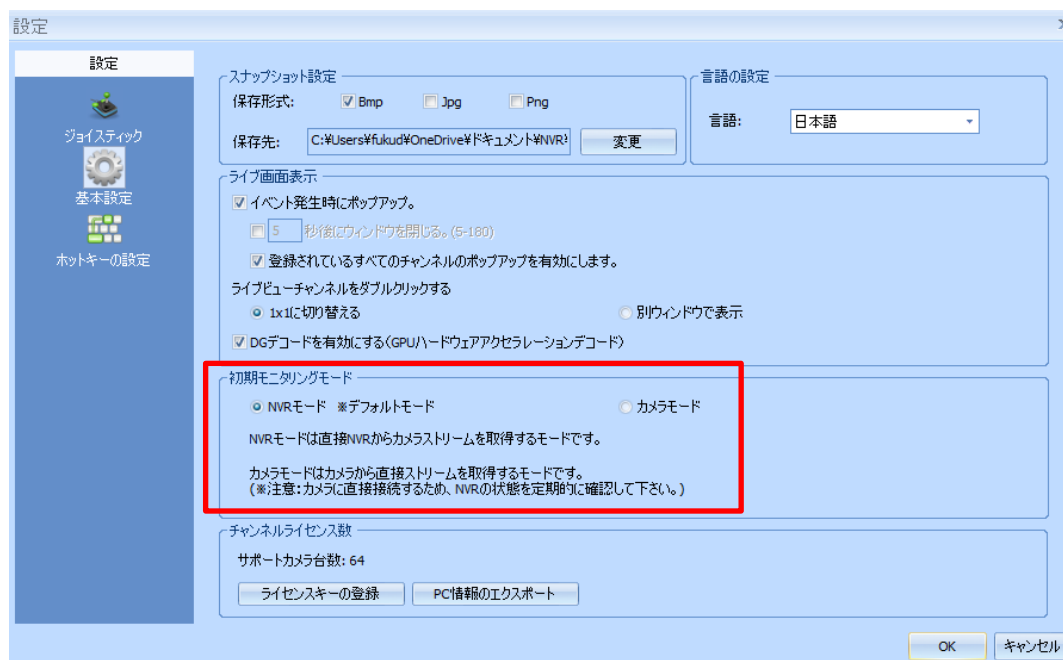 設定
設定
ジョイスティック
基本設定
ホットキーの設定
スナップショット設定
保存形式: Bmp Jpg Png
保存先: C:¥Users¥fukud¥OneDrive¥ドキュメント¥NVR 変更
言語の設定
言語: 日本語
ライブ画面表示
イベント発生時にポップアップ。
5 秒後にウィンドウを閉じる。(5-180)
登録されているすべてのチャンネルのポップアップを有効にします。
ライブビューチャンネルをダブルクリックする
1x1に切り替える 別ウィンドウで表示
DGデコードを有効にする(GPUハードウェアアクセラレーションデコード)
初期モニタリングモード
NVRモード ※デフォルトモード カメラモード
NVRモードは直接NVRからカメラストリームを取得するモードです。
カメラモードはカメラから直接ストリームを取得するモードです。
(※注意:カメラに直接接続するため、NVRの状態を定期的に確認して下さい。)
チャンネルライセンス数
サポートカメラ台数: 64
ライセンスキーの登録 PC情報のエクスポート
OK キャンセル